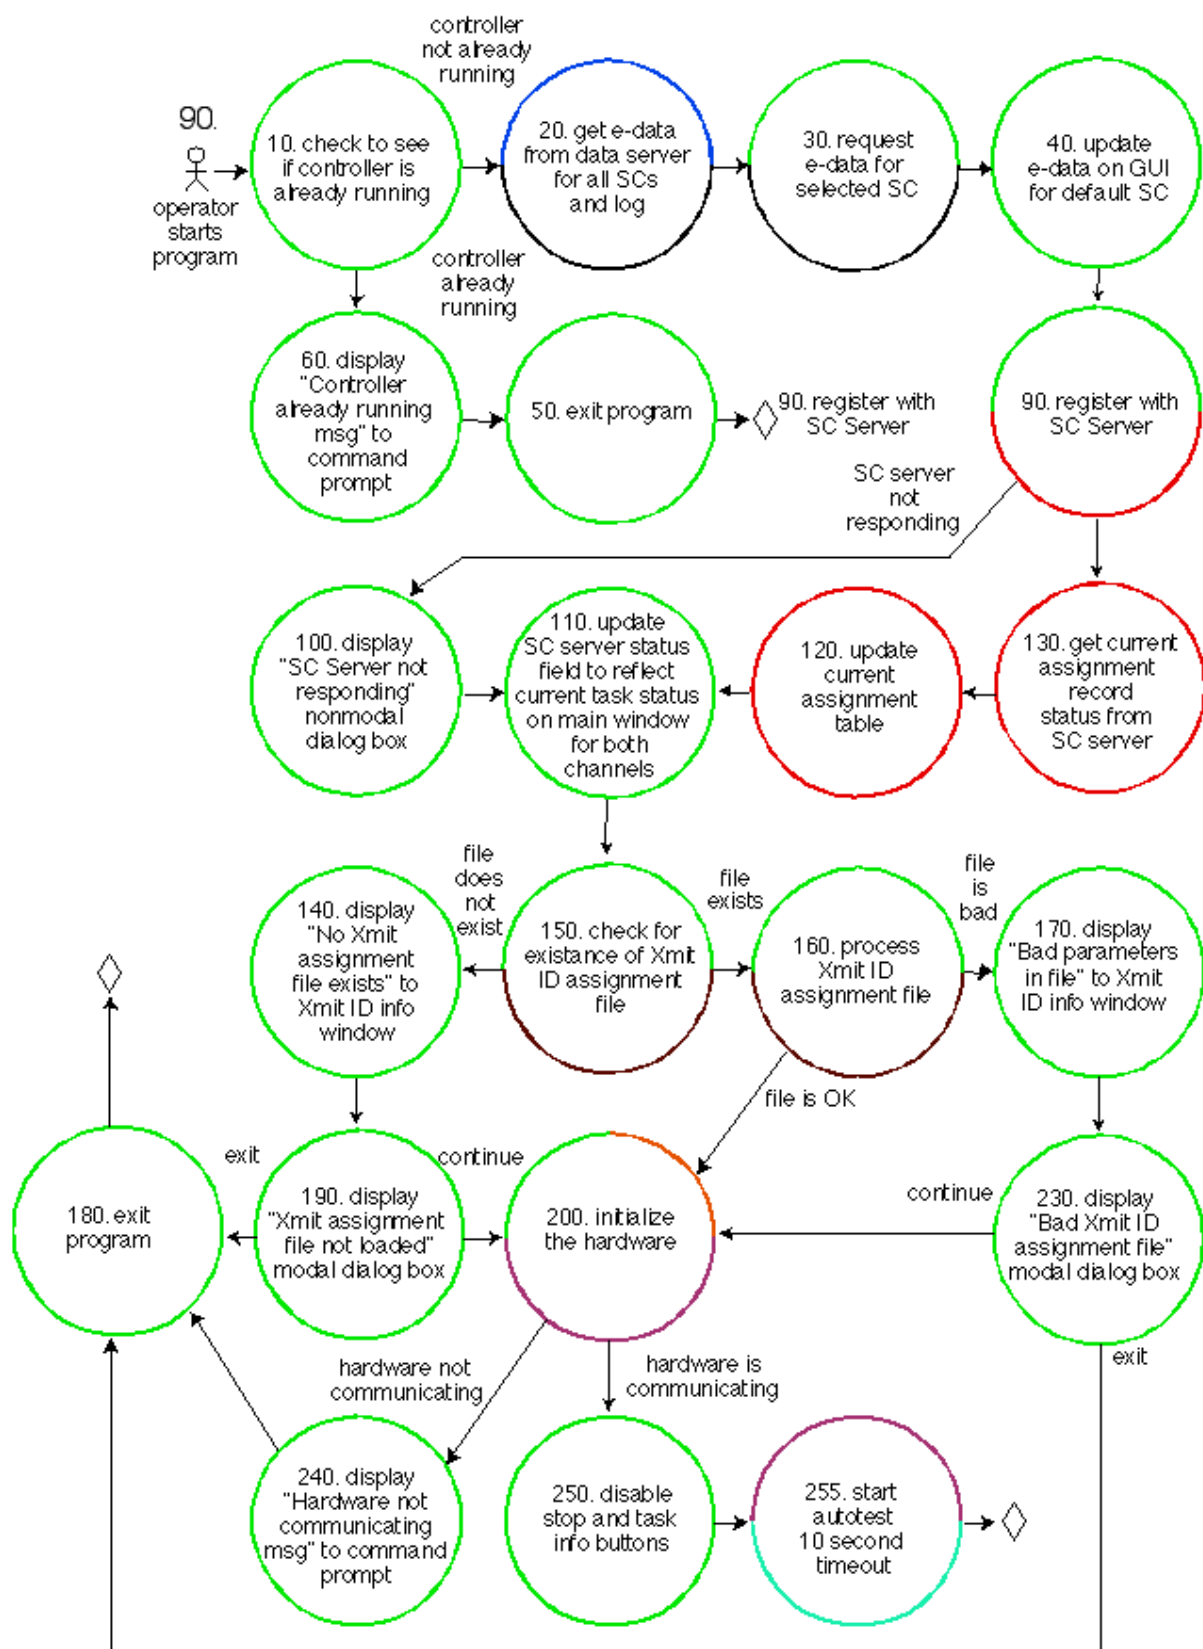 controller
not already
running
90.
10. check to see
if controller is
already running
20. get e-data
from data server
for all SCs
and log
30. request
e-data for
selected SC
40. update
e-data on GUI
for default SC
operator
starts
program
controller
already
running
60. display
"Controller
already running
msg" to
command
prompt
50. exit program
90. register with
SC Server
90. register with
SC Server
SC server
not
responding
100. display
"SC Server not
responding"
nonmodal
dialog box
110. update
SC server status
field to reflect
current task status
on main window
for both
channels
120. update
current
assignment
table
130. get current
assignment
record
status from
SC server
file
does
not
exist
file
exists
file
is
bad
140. display
"No Xmit
assignment
file exists" to
Xmit ID info
window
150. check for
existance of Xmit
ID assignment
file
160. process
Xmit ID
assignment file
170. display
"Bad parameters
in file" to Xmit
ID info window
file is OK
exit
continue
continue
180. exit
program
190. display
"Xmit assignment
file not loaded"
modal dialog box
200. initialize
the hardware
230. display
"Bad Xmit ID
assignment file"
modal dialog box
exit
hardware not
communicating
hardware is
communicating
240. display
"Hardware not
communicating
msg" to command
prompt
250. disable
stop and task
info buttons
255. start
autotest
10 second
timeout